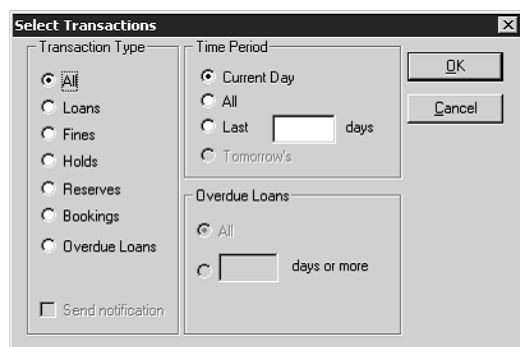 Select Transactions
Transaction Type
All
Loans
Fines
Holds
Reserves
Bookings
Overdue Loans
Send notification
Time Period
Current Day
All
Last days
Tomorrow's
Overdue Loans
All
days or more
OK
Cancel